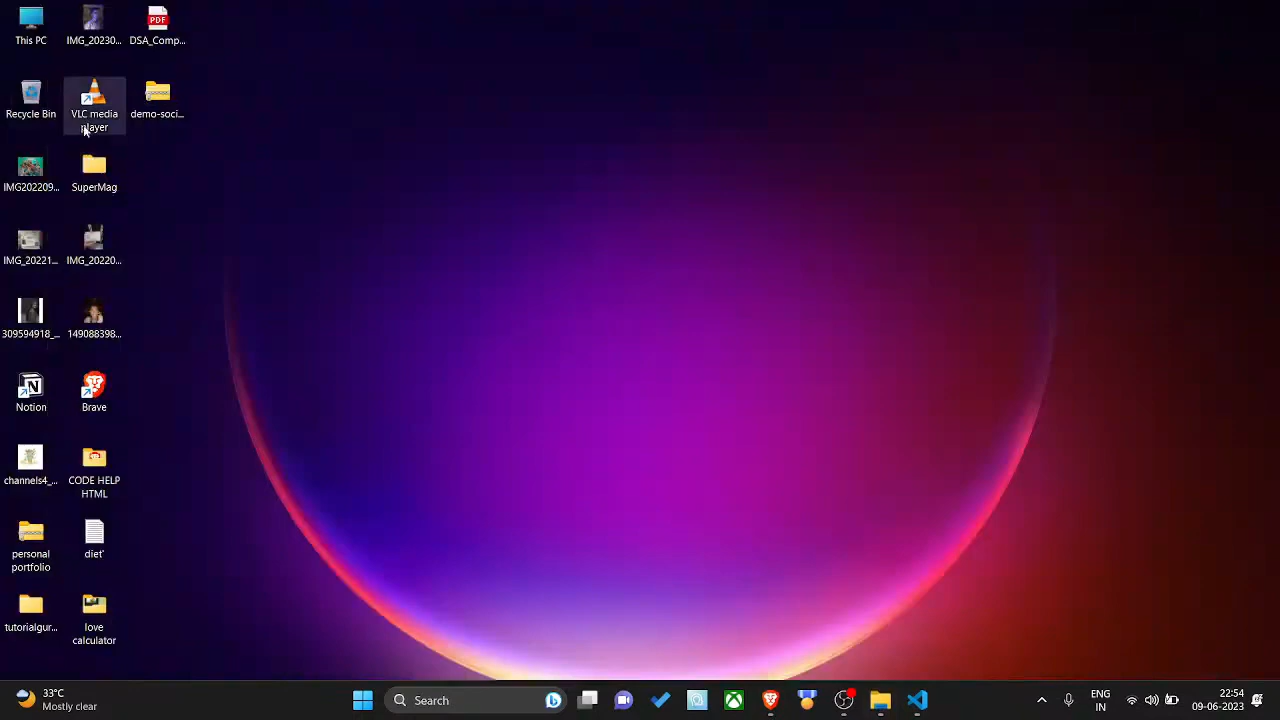 This PC
IMG_20230...
DSA_Comp...
PDF
Recycle Bin
VLC media
player
demo-soci...
IMG202209...
SuperMag
IMG_20221...
IMG_20220...
309594918_...
149088398...
Notion
Brave
channels4_...
CODE HELP
HTML
personal
portfolio
diet'
tutorialgur...
love
calculator
33°C
Mostly clear
Search
ENG
IN
22:54
09-06-2023